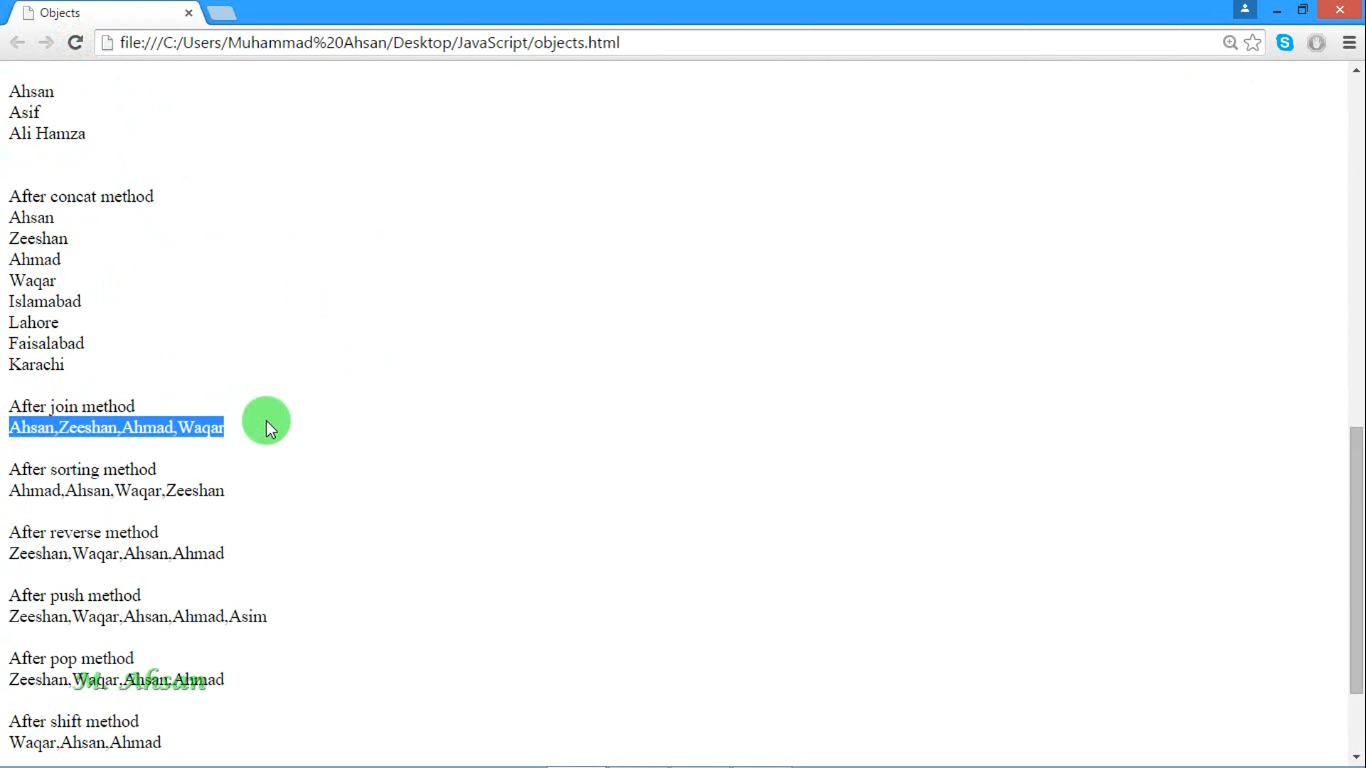 Objects
file:///C:/Users/Muhammad%20Ahsan/Desktop/JavaScript/objects.html
Ahsan
Asif
Ali Hamza
After concat method
Ahsan
Zeeshan
Ahmad
Waqar
Islamabad
Lahore
Faisalabad
Karachi
After join method
Ahsan,Zeeshan,Ahmad,Waqar
After sorting method
Ahmad,Ahsan,Waqar,Zeeshan
After reverse method
Zeeshan,Waqar,Ahsan,Ahmad
After push method
Zeeshan,Waqar,Ahsan,Ahmad,Asim
After pop method
Zeeshan,Waqar,Ahsan,Ahmad
M. Ahsan
After shift method
Waqar,Ahsan,Ahmad